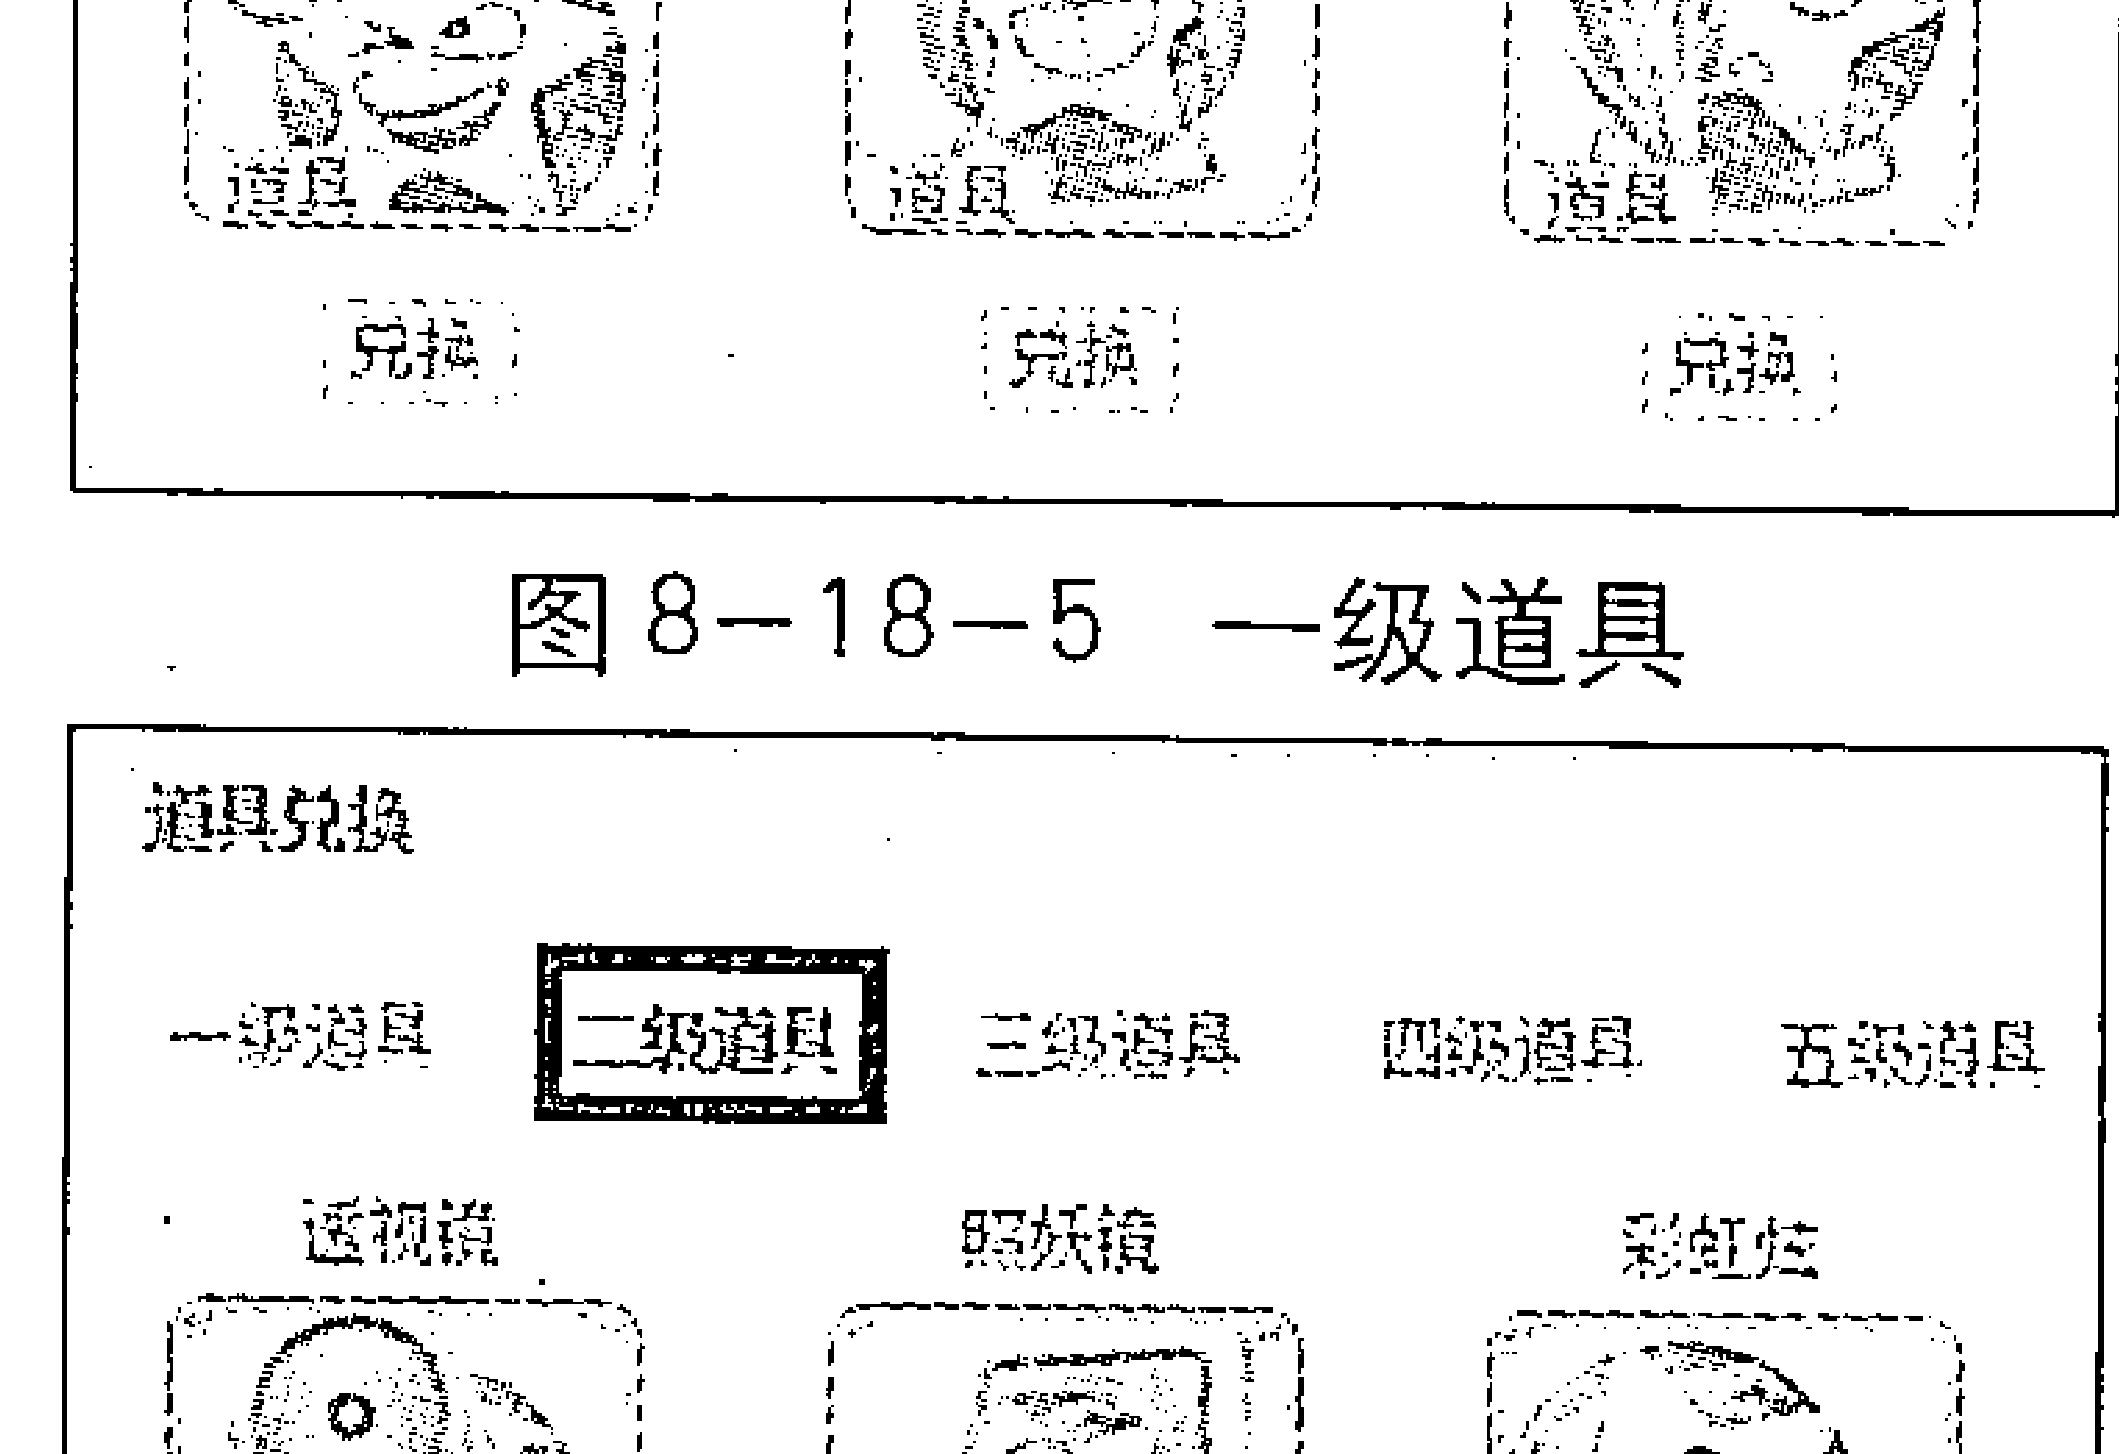 道具 道具 道具
兑换 兑换 兑换
图8-18-5 一级道具
道具兑换
一级道具 二级道具 三级道具 四级道具 五级道具
透视镜 照妖镜 彩虹炫